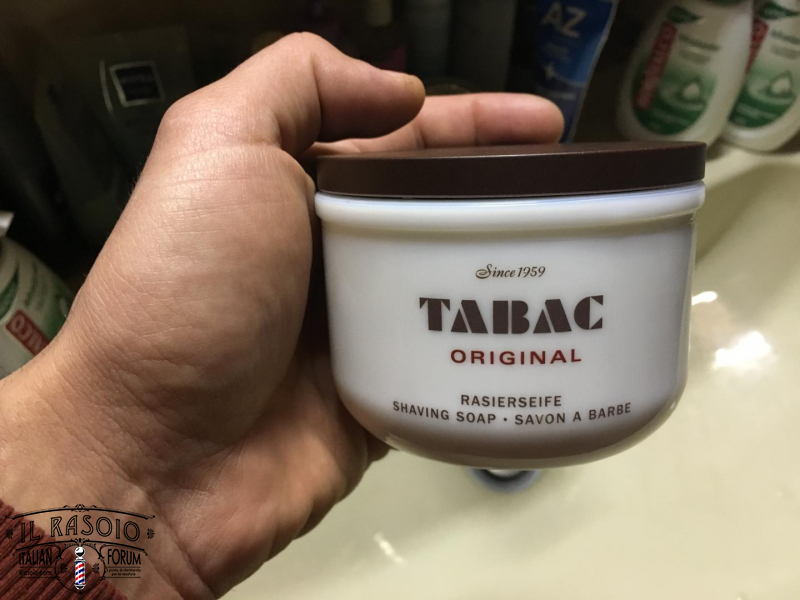 AZ
Since 1959
TABAC
ORIGINAL
RASIERSEIFE
SHAVING SOAP • SAVON A BARBE
IL RASOIO
ITALIAN FORUM